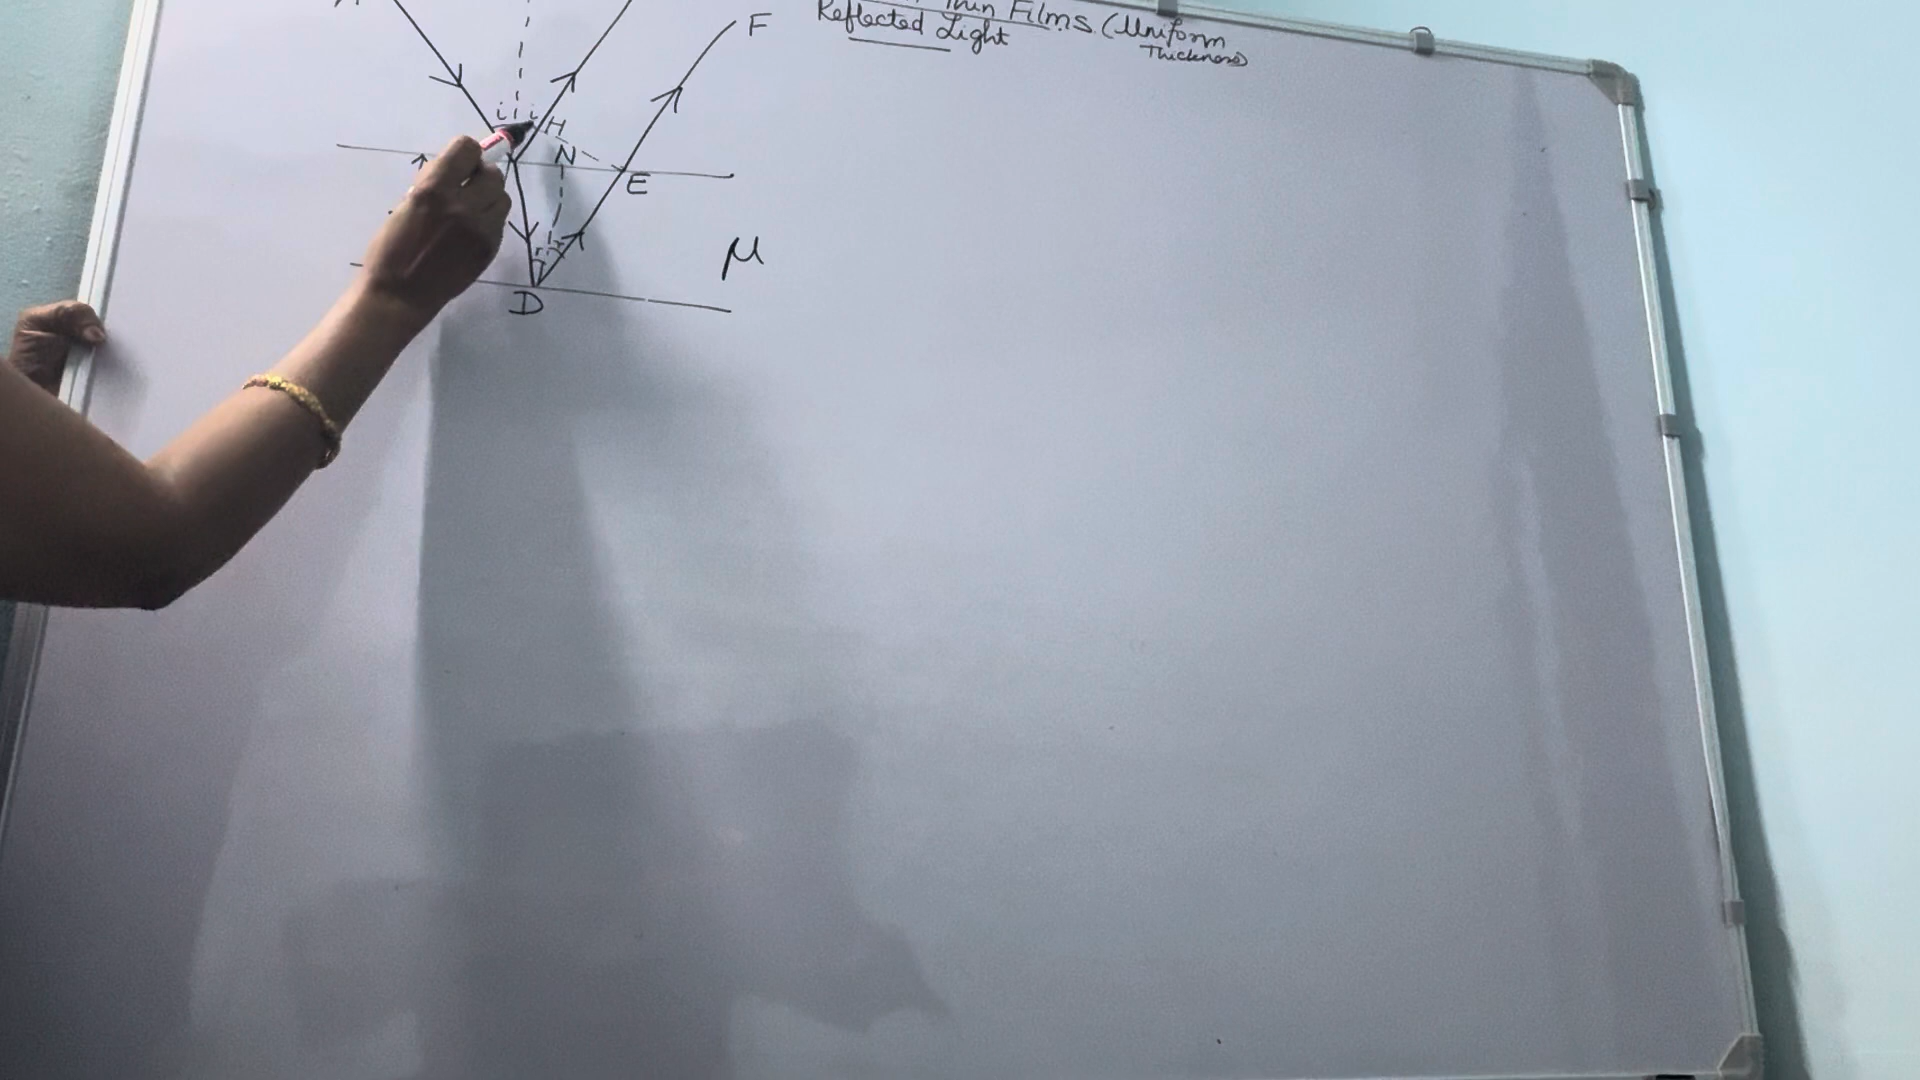 Thin Films (Uniform
Thickness)
Reflected Light
F
i i
H
N
E
r r
μ
D